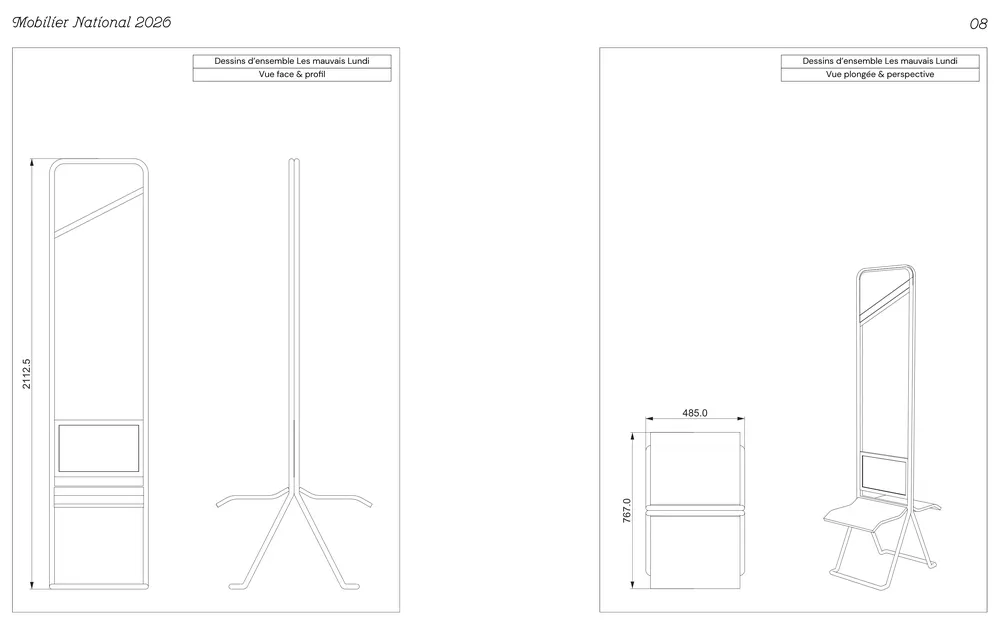 Mobilier National 2026
08
Dessins d'ensemble Les mauvais Lundi
Vue face & profil
2112.5
Dessins d'ensemble Les mauvais Lundi
Vue plongée & perspective
485.0
767.0